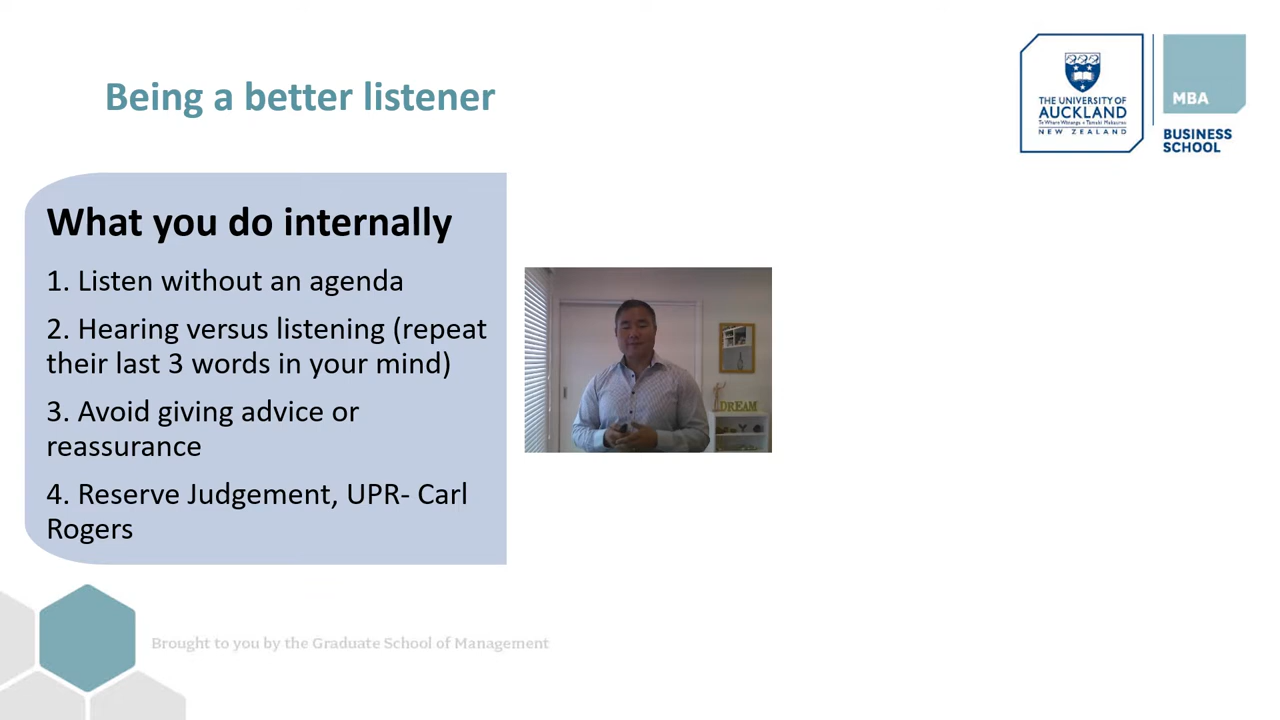 Being a better listener
THE UNIVERSITY OF
AUCKLAND
Te Whare Wānanga o Tāmaki Makaurau
NEW ZEALAND
MBA
BUSINESS
SCHOOL
What you do internally
1. Listen without an agenda
2. Hearing versus listening (repeat
their last 3 words in your mind)
3. Avoid giving advice or
reassurance
4. Reserve Judgement, UPR- Carl
Rogers
DREAM
Brought to you by the Graduate School of Management